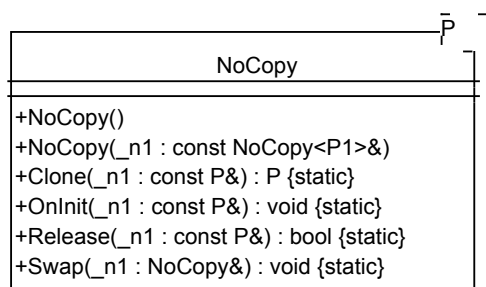 P
NoCopy
+NoCopy()
+NoCopy(_n1 : const NoCopy<P1>&)
+Clone(_n1 : const P&) : P {static}
+OnInit(_n1 : const P&) : void {static}
+Release(_n1 : const P&) : bool {static}
+Swap(_n1 : NoCopy&) : void {static}